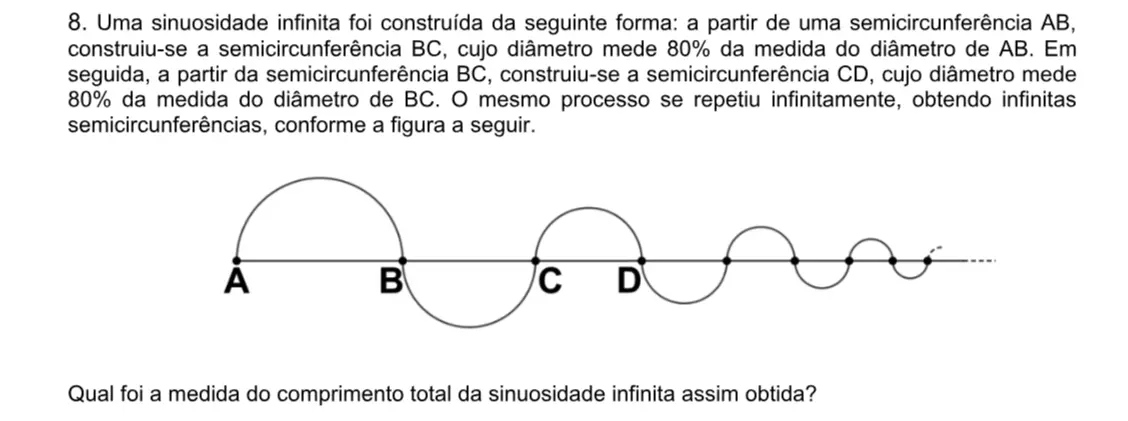 8. Uma sinuosidade infinita foi construída da seguinte forma: a partir de uma semicircunferência AB,
construiu-se a semicircunferência BC, cujo diâmetro mede 80% da medida do diâmetro de AB. Em
seguida, a partir da semicircunferência BC, construiu-se a semicircunferência CD, cujo diâmetro mede
80% da medida do diâmetro de BC. O mesmo processo se repetiu infinitamente, obtendo infinitas
semicircunferências, conforme a figura a seguir.
A B C D
Qual foi a medida do comprimento total da sinuosidade infinita assim obtida?